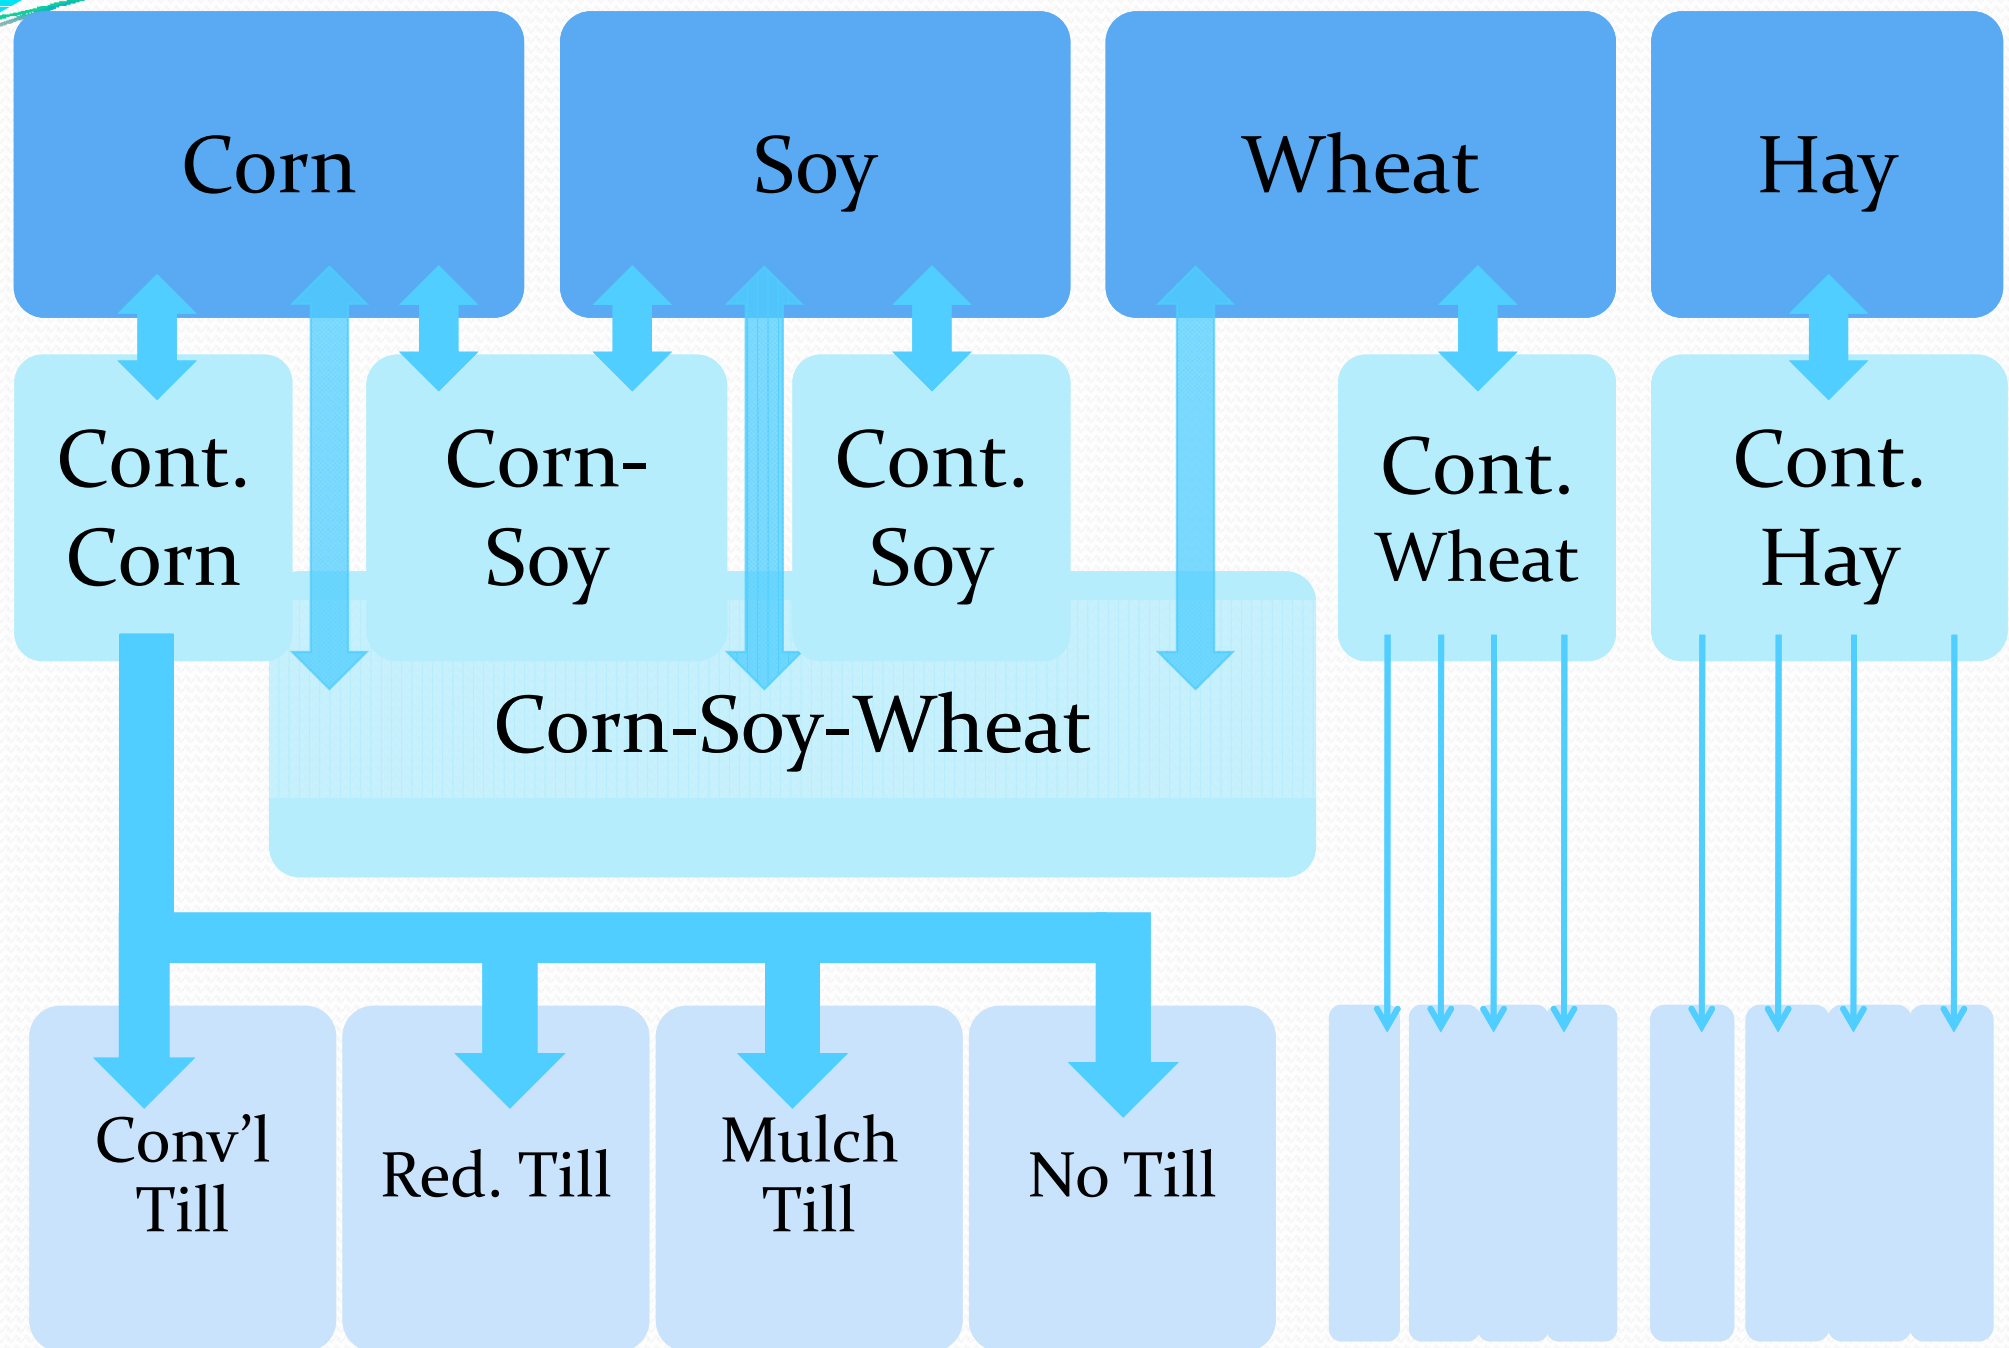 Corn
Soy
Wheat
Hay
Cont.
Corn
Corn-
Soy
Cont.
Soy
Cont.
Wheat
Cont.
Hay
Corn-Soy-Wheat
Conv’l
Till
Red. Till
Mulch
Till
No Till